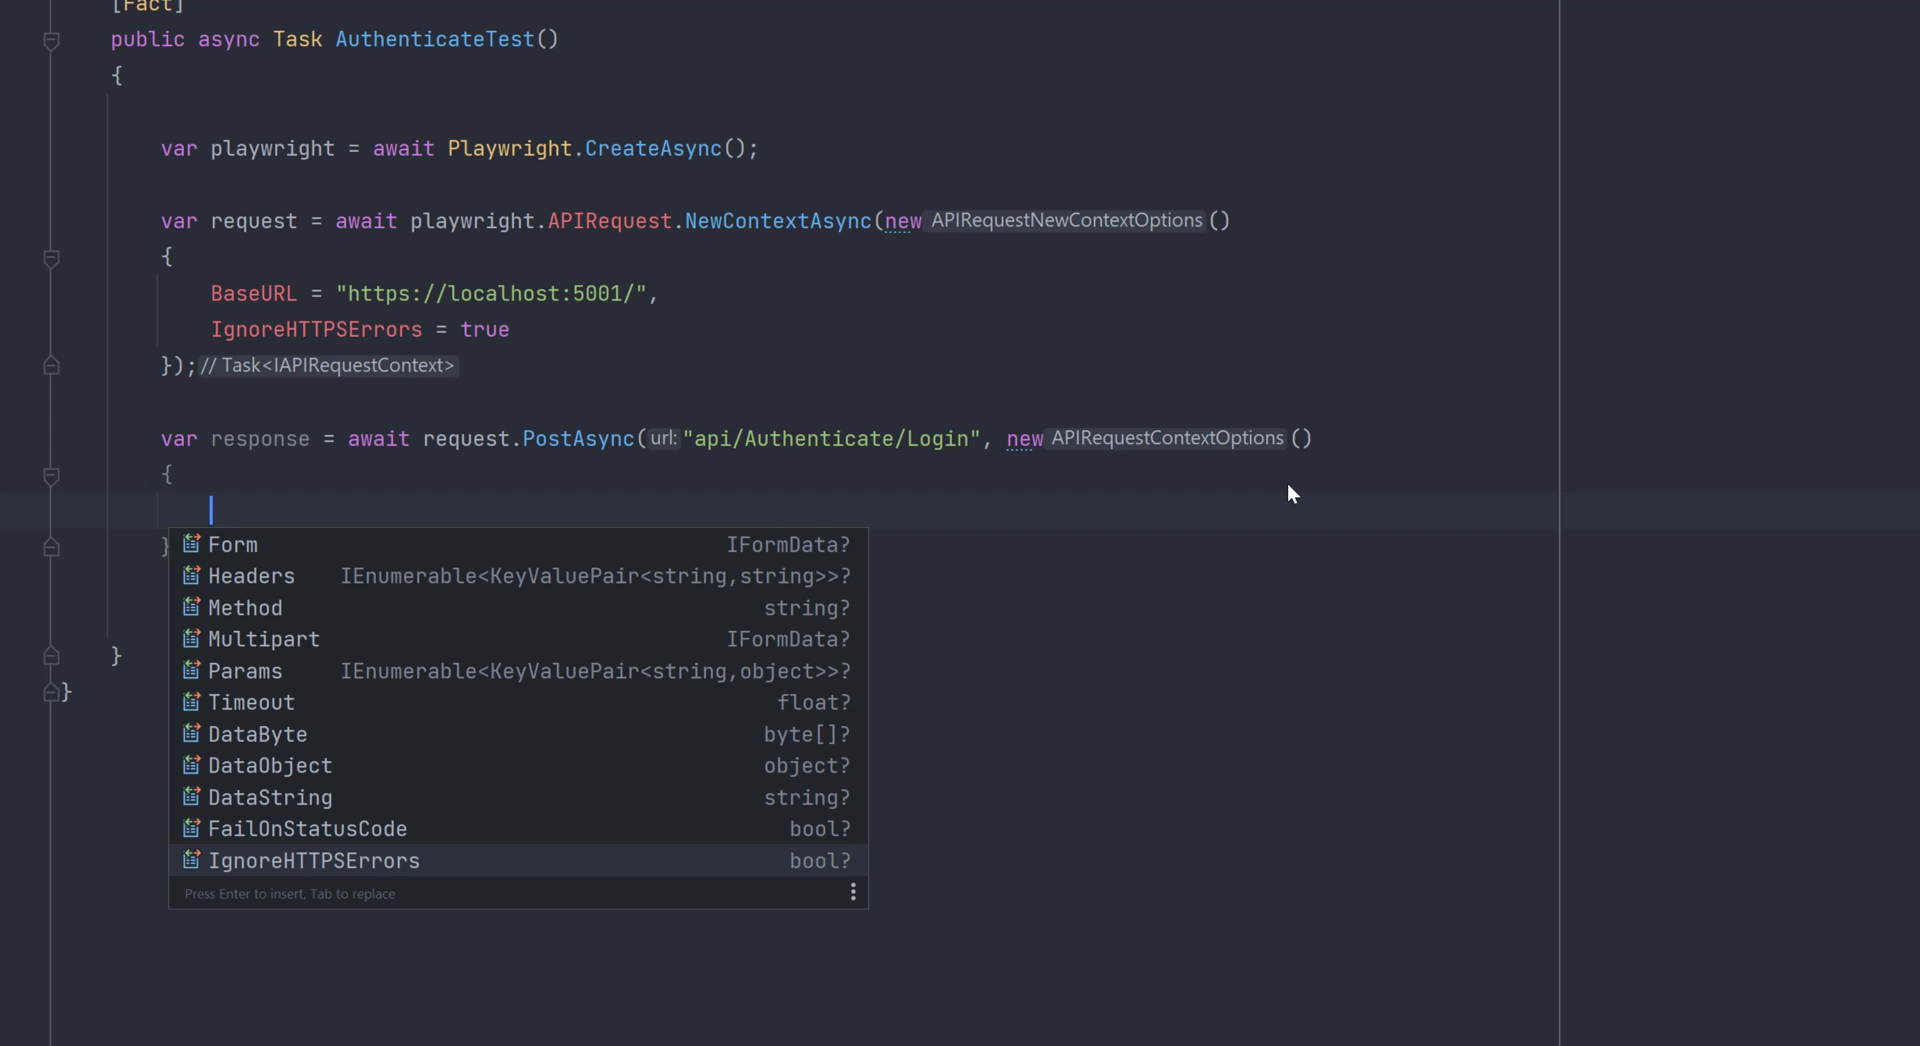 [Fact]
public async Task AuthenticateTest()
{
var playwright = await Playwright.CreateAsync();
var request = await playwright.APIRequest.NewContextAsync(new APIRequestNewContextOptions ()
{
BaseURL = "https://localhost:5001/",
IgnoreHTTPSErrors = true
}); // Task<IAPIRequestContext>
var response = await request.PostAsync( url: "api/Authenticate/Login", new APIRequestContextOptions ()
{
}
Form IFormData?
Headers IEnumerable<KeyValuePair<string,string>>?
Method string?
Multipart IFormData?
Params IEnumerable<KeyValuePair<string,object>>?
Timeout float?
DataByte byte[]?
DataObject object?
DataString string?
FailOnStatusCode bool?
IgnoreHTTPSErrors bool?
Press Enter to insert, Tab to replace
}
}